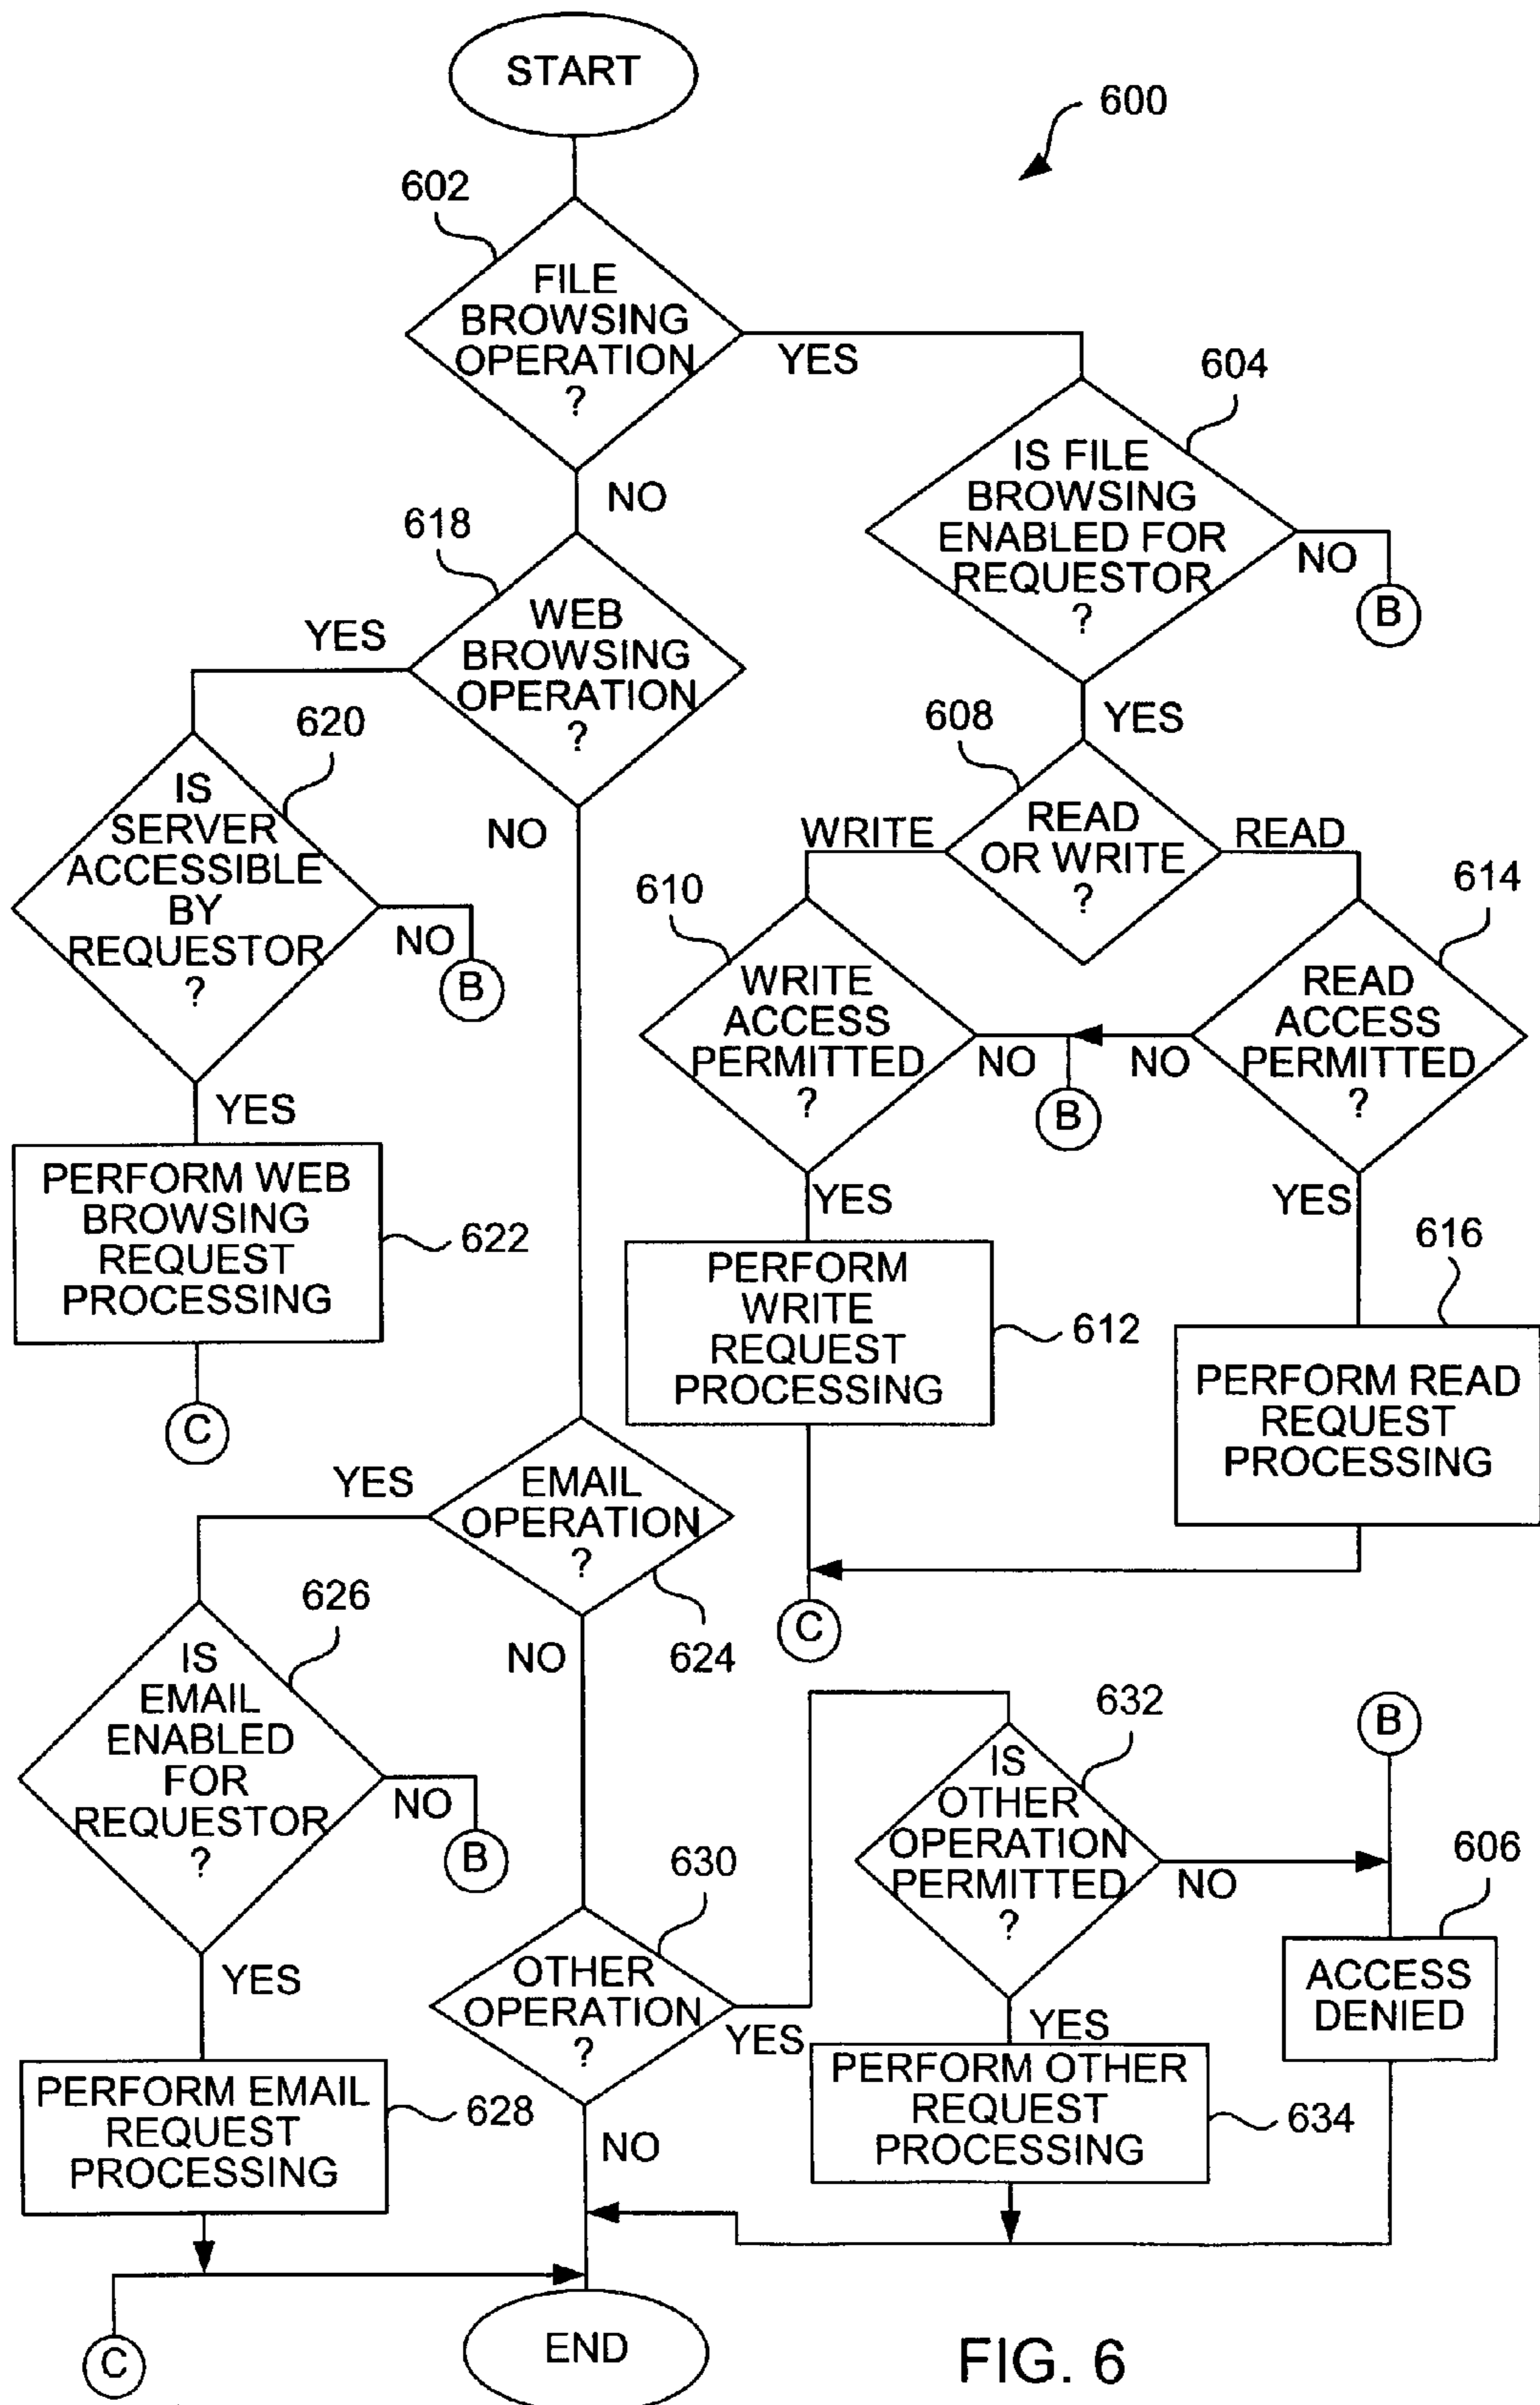 START
600
602
FILE
BROWSING
OPERATION
?
YES
NO
604
IS FILE
BROWSING
ENABLED FOR
REQUESTOR
?
NO
B
YES
618
WEB
BROWSING
OPERATION
?
YES
NO
620
IS
SERVER
ACCESSIBLE
BY
REQUESTOR
?
NO
B
YES
PERFORM WEB
BROWSING
REQUEST
PROCESSING
622
C
608
READ
OR WRITE
?
WRITE
READ
610
WRITE
ACCESS
PERMITTED
?
NO
B
YES
614
READ
ACCESS
PERMITTED
?
NO
YES
PERFORM
WRITE
REQUEST
PROCESSING
612
616
PERFORM READ
REQUEST
PROCESSING
C
EMAIL
OPERATION
?
YES
624
NO
626
IS
EMAIL
ENABLED
FOR
REQUESTOR
?
NO
B
YES
PERFORM EMAIL
REQUEST
PROCESSING
628
630
OTHER
OPERATION
?
YES
NO
632
IS
OTHER
OPERATION
PERMITTED
?
NO
YES
B
606
ACCESS
DENIED
PERFORM OTHER
REQUEST
PROCESSING
634
C
END
FIG. 6